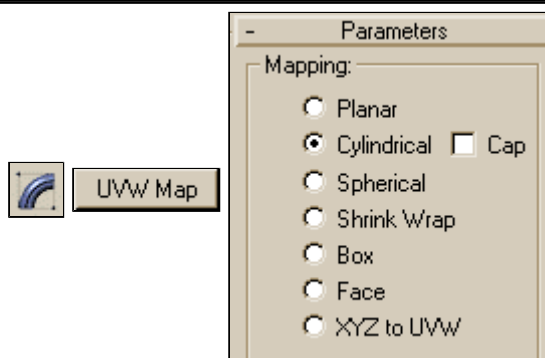 UVW Map
- Parameters
Mapping:
Planar
Cylindrical Cap
Spherical
Shrink Wrap
Box
Face
XYZ to UVW